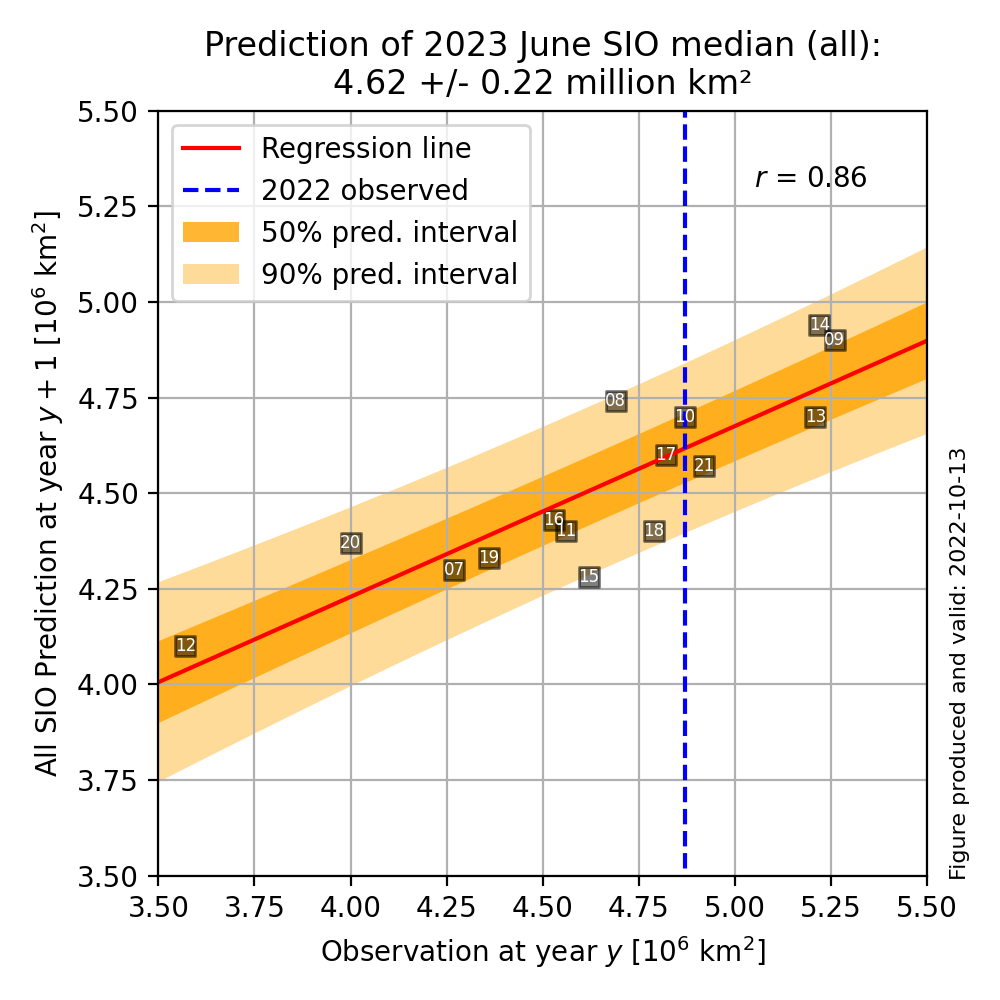 Prediction of 2023 June SIO median (all):
4.62 +/- 0.22 million km²
Regression line
2022 observed
50% pred. interval
90% pred. interval
r = 0.86
All SIO Prediction at year y + 1 [10⁶ km²]
5.50
5.25
5.00
4.75
4.50
4.25
4.00
3.75
3.50
14
09
08
10
13
17
21
16
11
18
20
19
07
15
12
3.50 3.75 4.00 4.25 4.50 4.75 5.00 5.25 5.50
Observation at year y [10⁶ km²]
Figure produced and valid: 2022-10-13